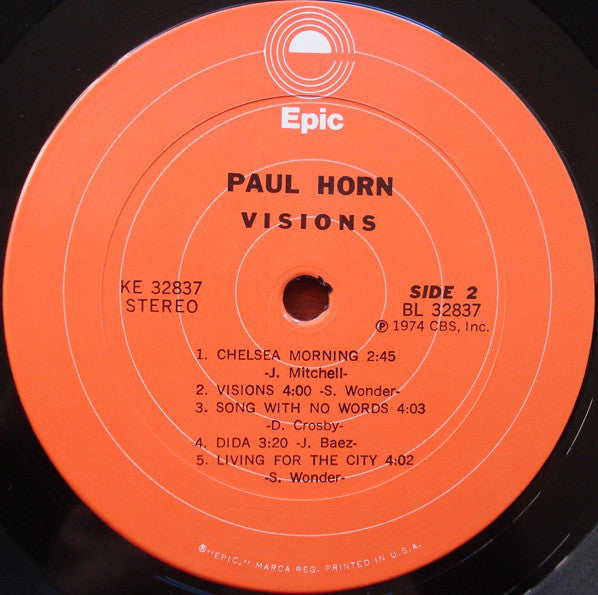 Epic
PAUL HORN
VISIONS
KE 32837
STEREO
SIDE 2
BL 32837
Ⓟ 1974 CBS, Inc.
1. CHELSEA MORNING 2:45
-J. Mitchell-
2. VISIONS 4:00 -S. Wonder-
3. SONG WITH NO WORDS 4:03
-D. Crosby-
4. DIDA 3:20 -J. Baez-
5. LIVING FOR THE CITY 4:02
-S. Wonder-
®"EPIC," MARCA REG. PRINTED IN U.S.A.